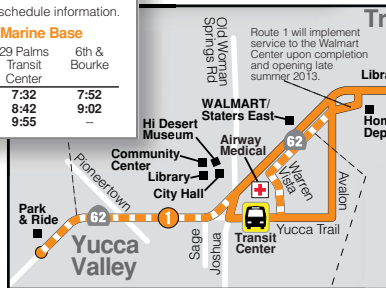 schedule information.
Marine Base
29 Palms
Transit
Center
6th &
Bourke
7:32 7:52
8:42 9:02
9:55 --
Old Woman
Springs Rd
Route 1 will implement
service to the Walmart
Center upon completion
and opening late
summer 2013.
Tr
Libra
WALMART/
Staters East
Hom
Dep
Hi Desert
Museum
Airway
Medical
62
Community
Center
Library
City Hall
Pioneertown
Warren
Vista
Avalon
Park
& Ride
62
1
Yucca
Valley
Sage
Joshua
Transit
Center
Yucca Trail